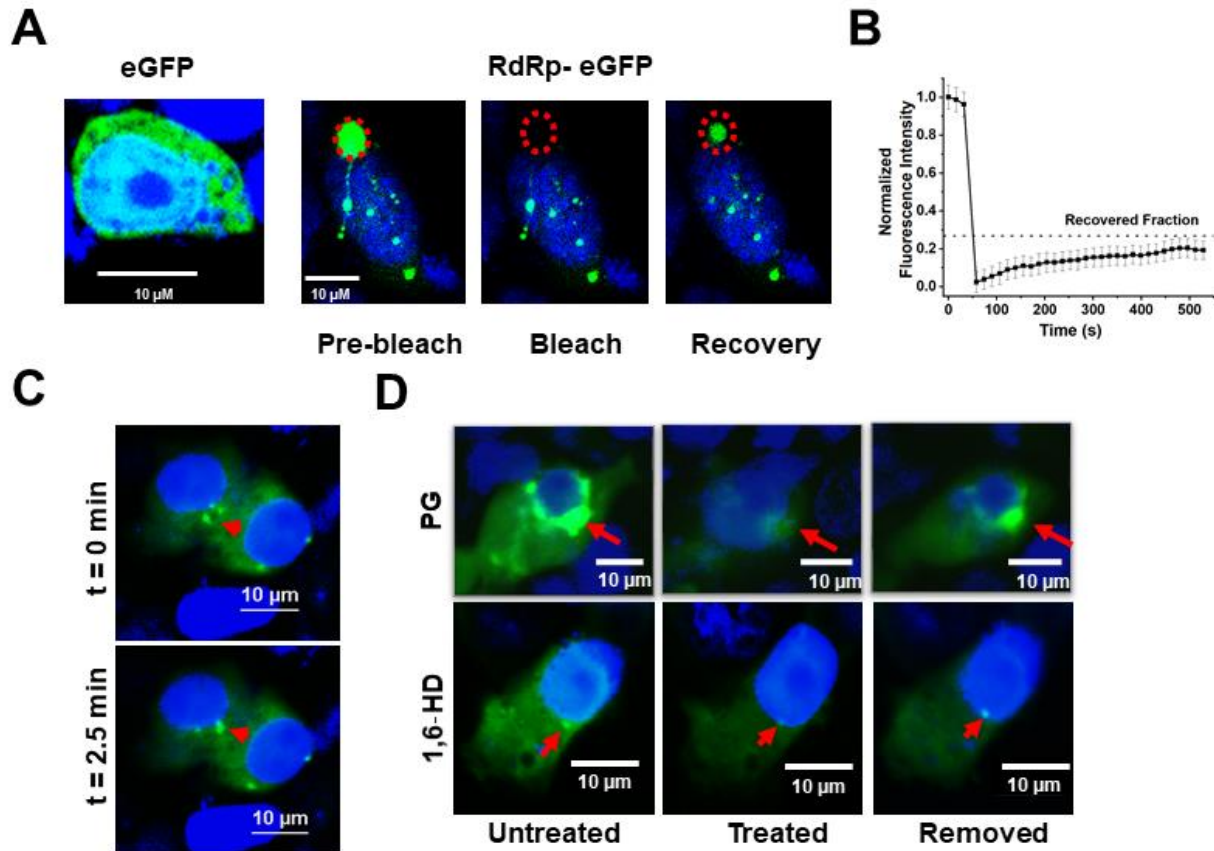 A
eGFP
RdRp- eGFP
10 µM
10 µM
Pre-bleach
Bleach
Recovery
B
Normalized
Fluorescence Intensity
1.0
0.8
0.6
0.4
0.2
0.0
Recovered Fraction
0 100 200 300 400 500
Time (s)
C
t = 0 min
10 µm
t = 2.5 min
10 µm
D
PG
10 µm
10 µm
10 µm
1,6-HD
10 µm
10 µm
10 µm
Untreated
Treated
Removed